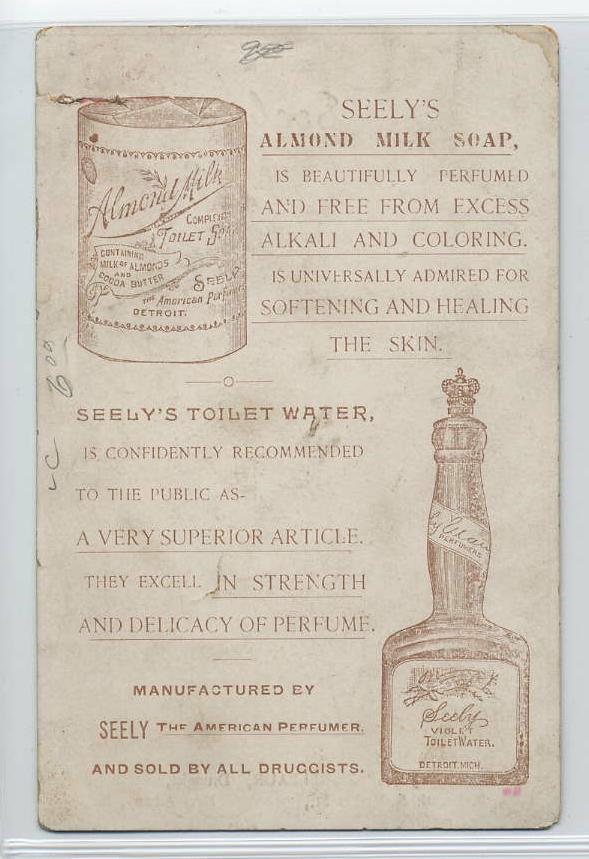 900
SEELY'S
ALMOND MILK SOAP,
IS BEAUTIFULLY PERFUMED
AND FREE FROM EXCESS
ALKALI AND COLORING.
IS UNIVERSALLY ADMIRED FOR
SOFTENING AND HEALING
THE SKIN.
Almond Milk
COMPLEXION
TOILET SOAP
CONTAINING
MILK OF ALMONDS
AND
COCOA BUTTER
SEELY
THE American Perfumer
DETROIT.
SEELY'S TOILET WATER,
IS CONFIDENTLY RECOMMENDED
TO THE PUBLIC AS-
A VERY SUPERIOR ARTICLE.
THEY EXCELL IN STRENGTH
AND DELICACY OF PERFUME.
MANUFACTURED BY
SEELY THE AMERICAN PERFUMER.
AND SOLD BY ALL DRUGGISTS.
PERFUMERS
Seely
VIOLET
TOILET WATER.
DETROIT. MICH.